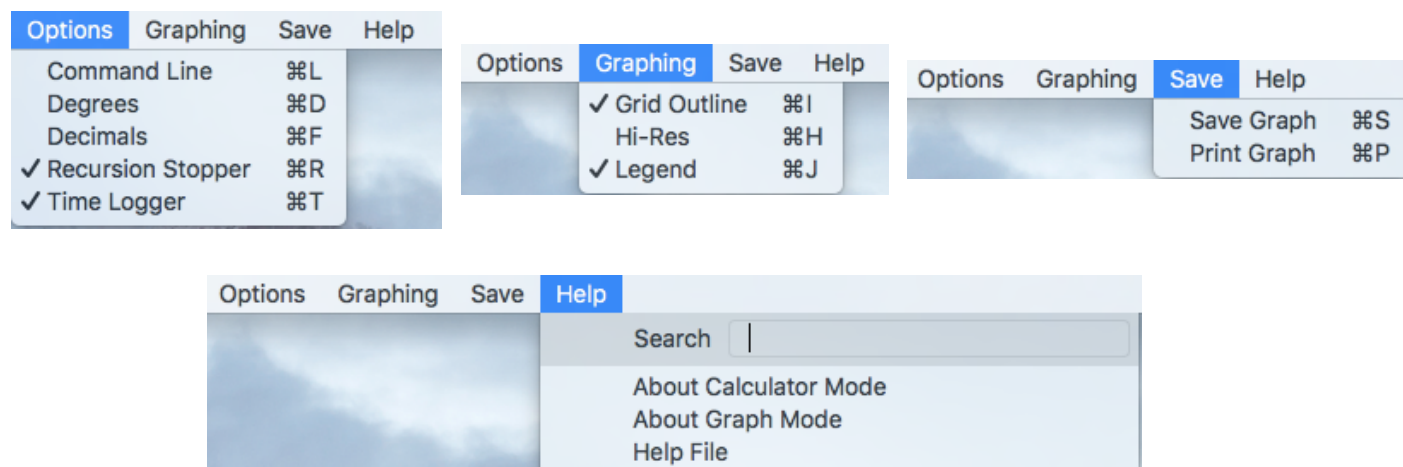 Options Graphing Save Help
Command Line ⌘L
Degrees ⌘D
Decimals ⌘F
✓ Recursion Stopper ⌘R
✓ Time Logger ⌘T
Options Graphing Save Help
✓ Grid Outline ⌘I
Hi-Res ⌘H
✓ Legend ⌘J
Options Graphing Save Help
Save Graph ⌘S
Print Graph ⌘P
Options Graphing Save Help
Search
About Calculator Mode
About Graph Mode
Help File